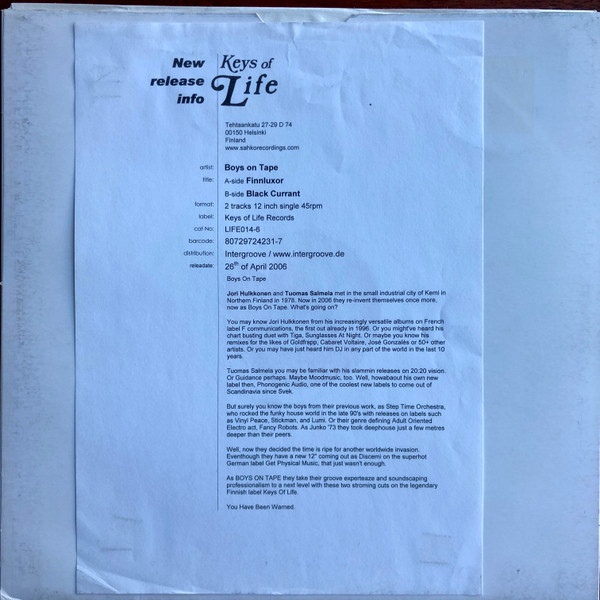 New release info
Keys of Life
Tehtaankatu 27-29 D 74
00150 Helsinki
Finland
www.sahkorecordings.com
artist: Boys on Tape
title: A-side Finnluxor
B-side Black Currant
format: 2 tracks 12 inch single 45rpm
label: Keys of Life Records
cat No: LIFE014-6
barcode: 80729724231-7
distribution: Intergroove / www.intergroove.de
releadate: 26th of April 2006
Boys On Tape
Jori Hulkkonen and Tuomas Salmela met in the small industrial city of Kemi in
Northern Finland in 1978. Now in 2006 they re-invent themselves once more,
now as Boys On Tape. What's going on?
You may know Jori Hulkkonen from his increasingly versatile albums on French
label F communications, the first out already in 1996. Or you might've heard his
chart busting duet with Tiga, Sunglasses At Night. Or maybe you know his
remixes for the likes of Goldfrapp, Cabaret Voltaire, José Gonzáles or 50+ other
artists. Or you may have just heard him DJ in any part of the world in the last 10
years.
Tuomas Salmela you may be familiar with his slammin releases on 20:20 vision.
Or Guidance perhaps. Maybe Moodmusic, too. Well, howabaout his own new
label then, Phonogenic Audio, one of the coolest new labels to come out of
Scandinavia since Svek.
But surely you know the boys from their previous work, as Step Time Orchestra,
who rocked the funky house world in the late 90's with releases on labels such
as Vinyl Peace, Stickman, and Lumi. Or their genre defining Adult Oriented
Electro act, Fancy Robots. As Junko '73 they took deephouse just a few metres
deeper than their peers.
Well, now they decided the time is ripe for another worldwide invasion.
Eventhough they have a new 12" coming out as Discemi on the superhot
German label Get Physical Music, that just wasn't enough.
As BOYS ON TAPE they take their groove experteaze and soundscaping
professionalism to a next level with these two stroming cuts on the legendary
Finnish label Keys Of Life.
You Have Been Warned.